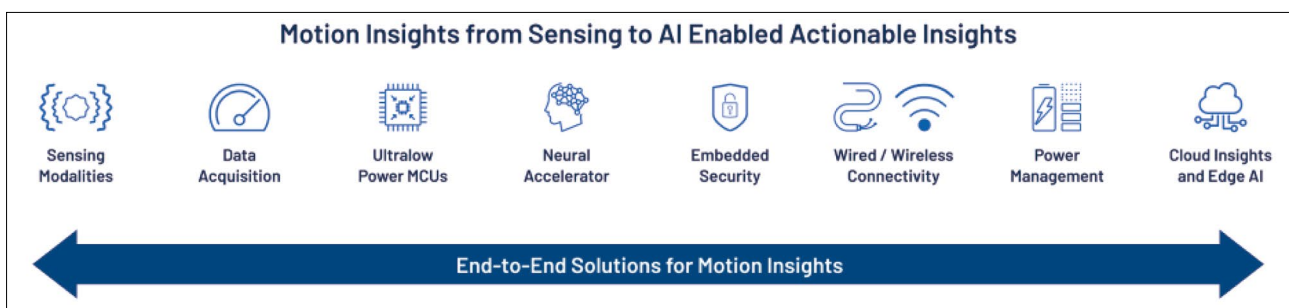 Motion Insights from Sensing to AI Enabled Actionable Insights
Sensing
Modalities
Data
Acquisition
Ultralow
Power MCUs
Neural
Accelerator
Embedded
Security
Wired / Wireless
Connectivity
Power
Management
Cloud Insights
and Edge AI
End-to-End Solutions for Motion Insights